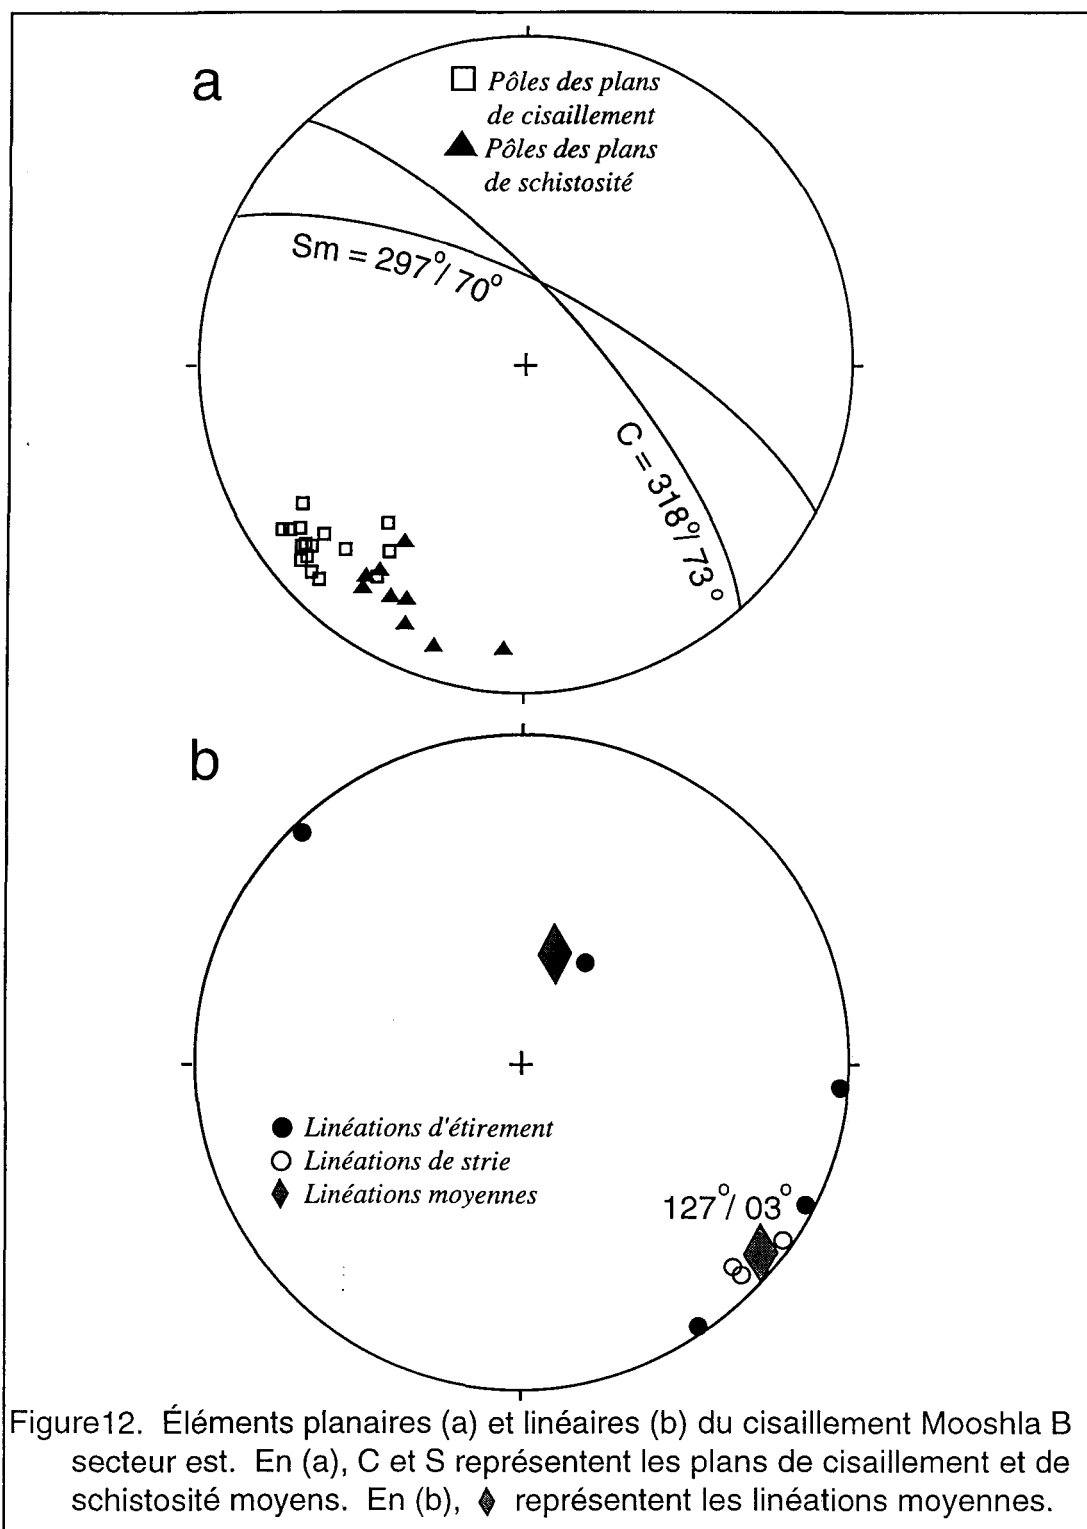 a
Pôles des plans
de cisaillement
Pôles des plans
de schistosité
Sm = 297°/ 70°
C = 318°/ 73°
b
Linéations d'étirement
Linéations de strie
Linéations moyennes
127°/ 03°
Figure12. Éléments planaires (a) et linéaires (b) du cisaillement Mooshla B
secteur est. En (a), C et S représentent les plans de cisaillement et de
schistosité moyens. En (b), ♦ représentent les linéations moyennes.